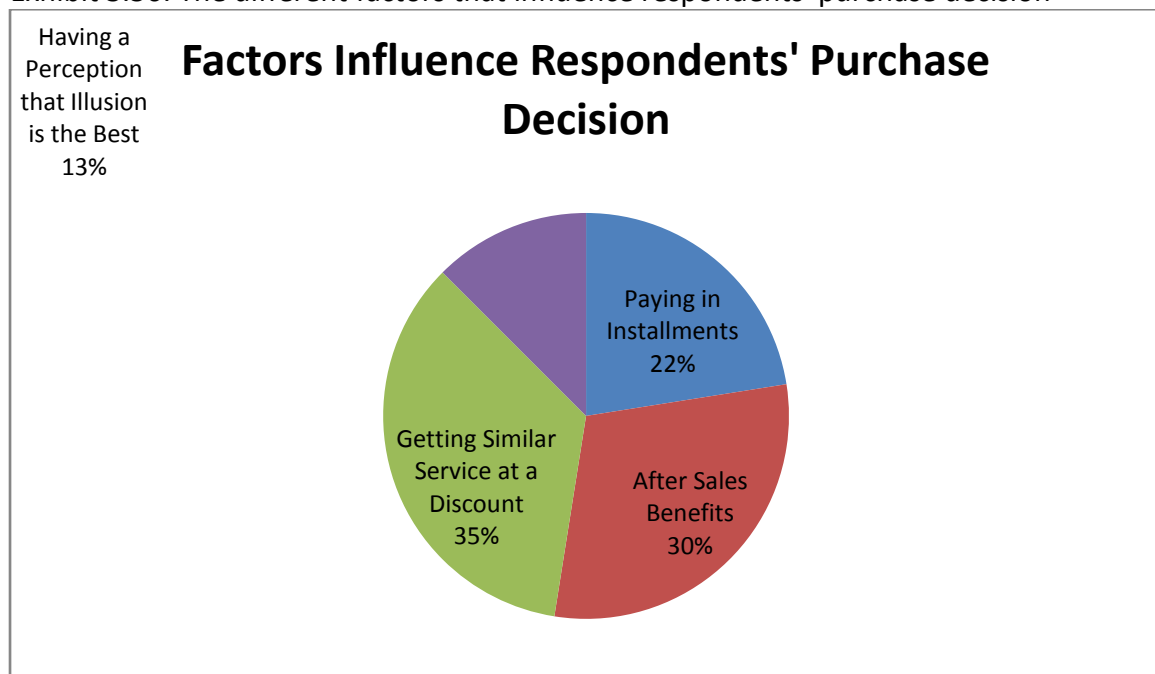 Having a
Perception
that Illusion
is the Best
13%
Factors Influence Respondents' Purchase
Decision
Paying in
Installments
22%
Getting Similar
Service at a
Discount
35%
After Sales
Benefits
30%